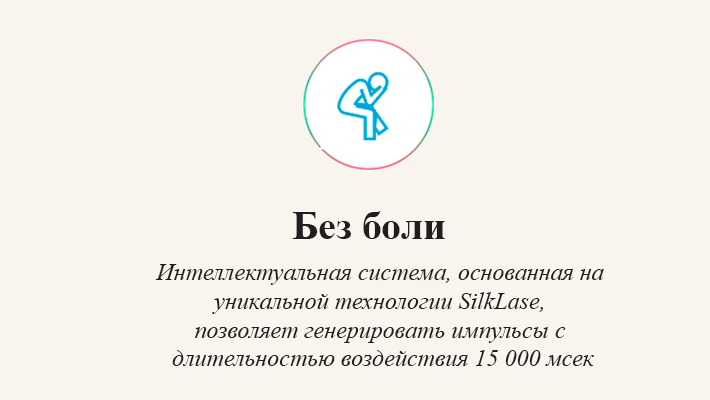 Без боли
Интеллектуальная система, основанная на
уникальной технологии SilkLase,
позволяет генерировать импульсы с
длительностью воздействия 15 000 мсек